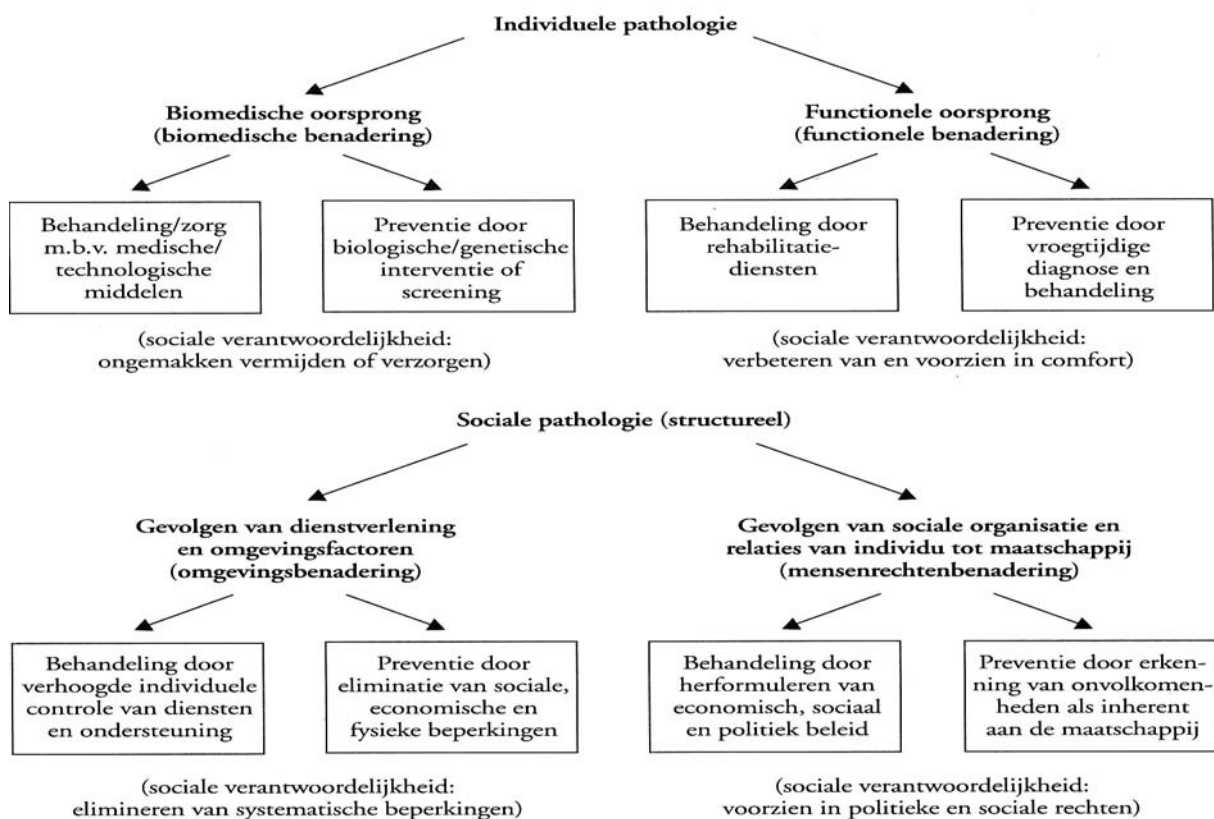 Individuele pathologie
Biomedische oorsprong
(biomedische benadering)
Functionele oorsprong
(functionele benadering)
Behandeling/zorg
m.b.v. medische/
technologische
middelen
Preventie door
biologische/genetische
interventie of
screening
Behandeling door
rehabilitatie-
diensten
Preventie door
vroegtijdige
diagnose en
behandeling
(sociale verantwoordelijkheid:
ongemakken vermijden of verzorgen)
(sociale verantwoordelijkheid:
verbeteren van en voorzien in comfort)
Sociale pathologie (structureel)
Gevolgen van dienstverlening
en omgevingsfactoren
(omgevingsbenadering)
Gevolgen van sociale organisatie en
relaties van individu tot maatschappij
(mensenrechtenbenadering)
Behandeling door
verhoogde individuele
controle van diensten
en ondersteuning
Preventie door
eliminatie van sociale,
economische en
fysieke beperkingen
Behandeling door
herformuleren van
economisch, sociaal
en politiek beleid
Preventie door erken-
ning van onvolkomen-
heden als inherent
aan de maatschappij
(sociale verantwoordelijkheid:
elimineren van systematische beperkingen)
(sociale verantwoordelijkheid:
voorzien in politieke en sociale rechten)